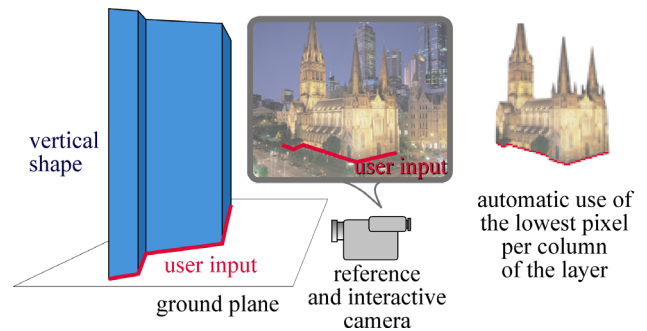 vertical
shape
user input
ground plane
user input
reference
and interactive
camera
automatic use of
the lowest pixel
per column
of the layer